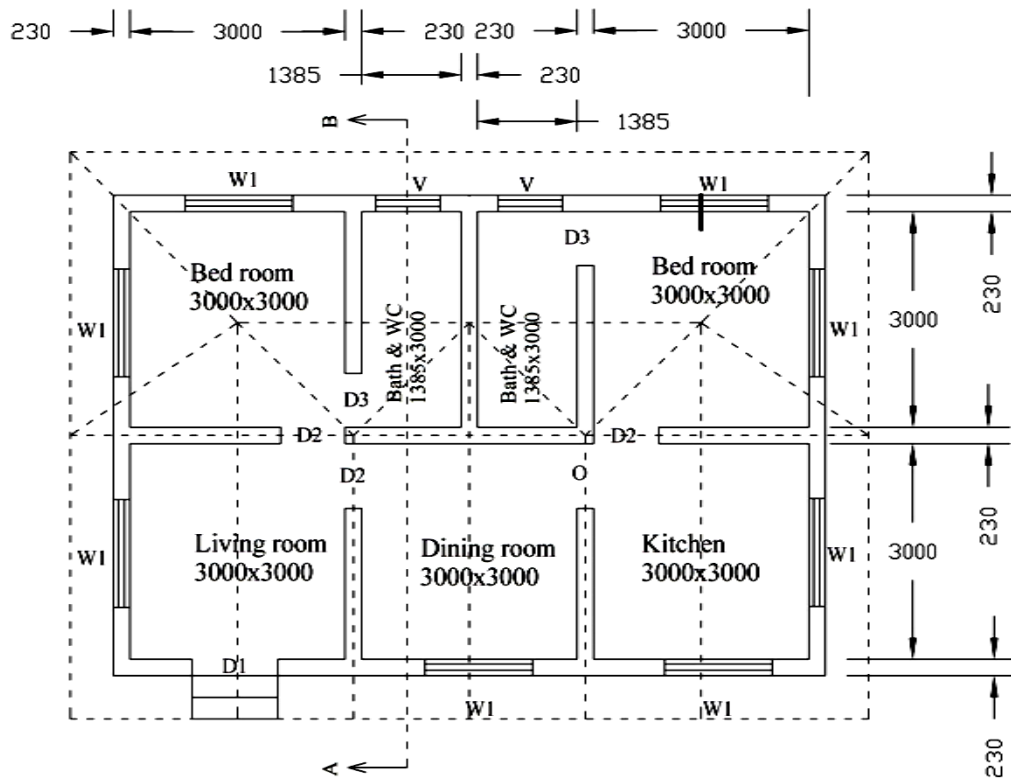 230 3000 230 230 3000
1385 230
1385
B
W1 V V W1
D3
Bed room
3000x3000
Bed room
3000x3000
W1
Bath & WC
1385x3000
Bath & WC
1385x3000
W1
3000
230
D3
D2 D2
D2 O
Living room
3000x3000
Dining room
3000x3000
Kitchen
3000x3000
W1 W1
3000
230
D1
W1 W1
230
A